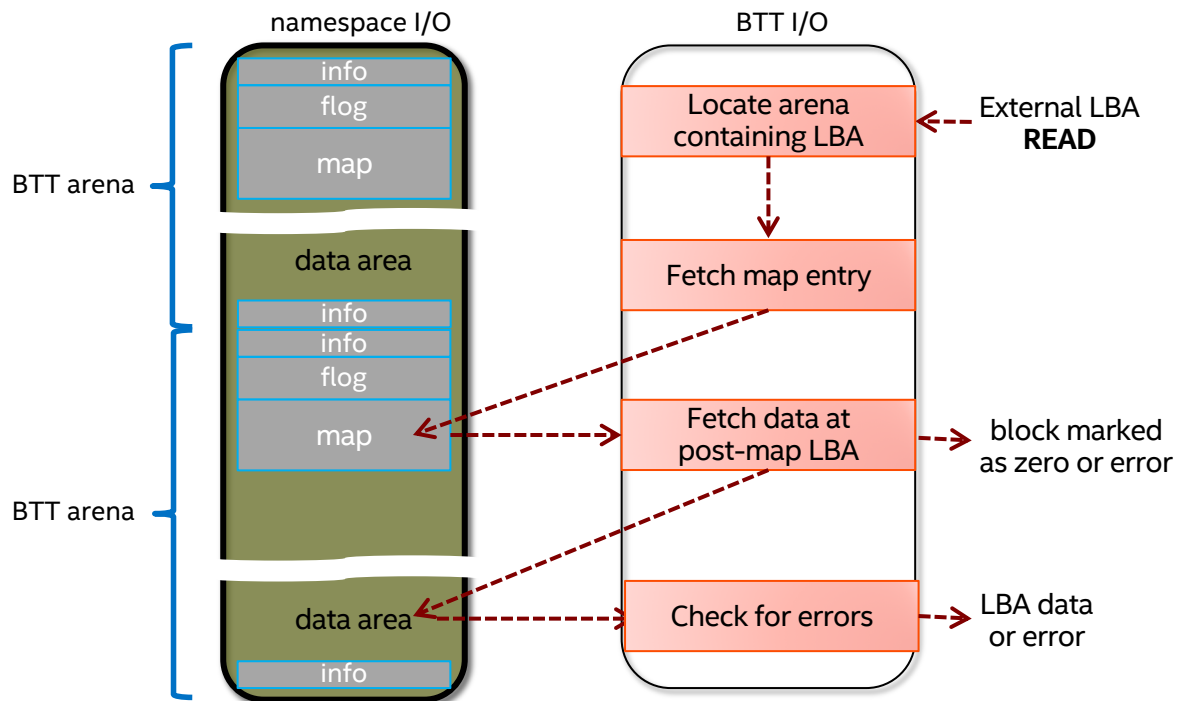 namespace I/O
BTT I/O
info
flog
map
BTT arena
data area
info
info
flog
map
BTT arena
data area
info
Locate arena
containing LBA
External LBA
READ
Fetch map entry
Fetch data at
post-map LBA
block marked
as zero or error
Check for errors
LBA data
or error